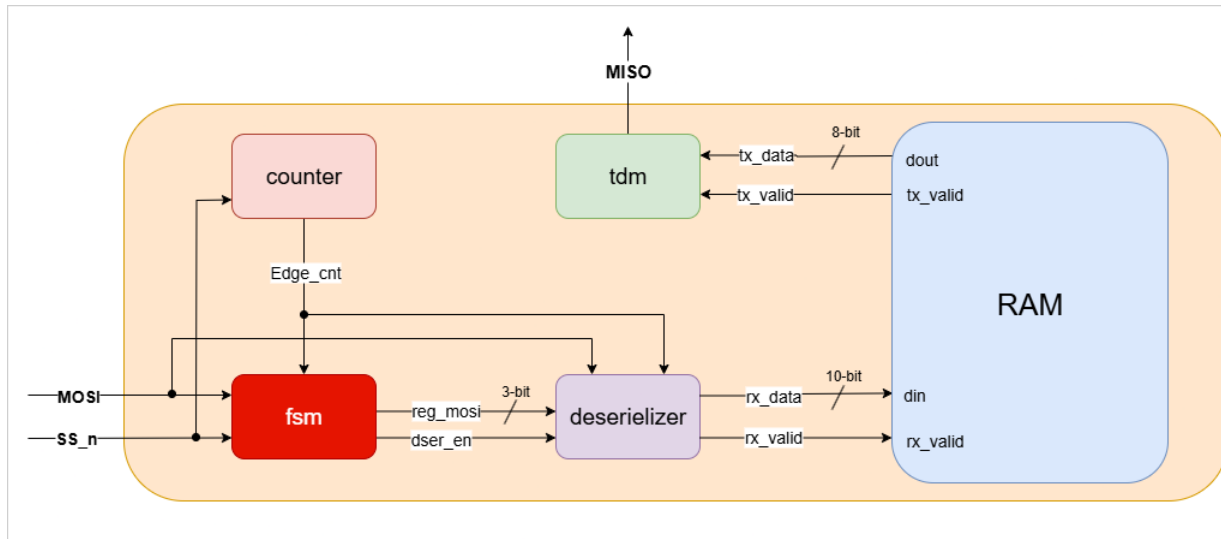 MISO
counter
tdm
tx_data
8-bit
dout
tx_valid
tx_valid
Edge_cnt
RAM
MOSI
fsm
reg_mosi
3-bit
deserielizer
rx_data
10-bit
din
SS_n
dser_en
rx_valid
rx_valid